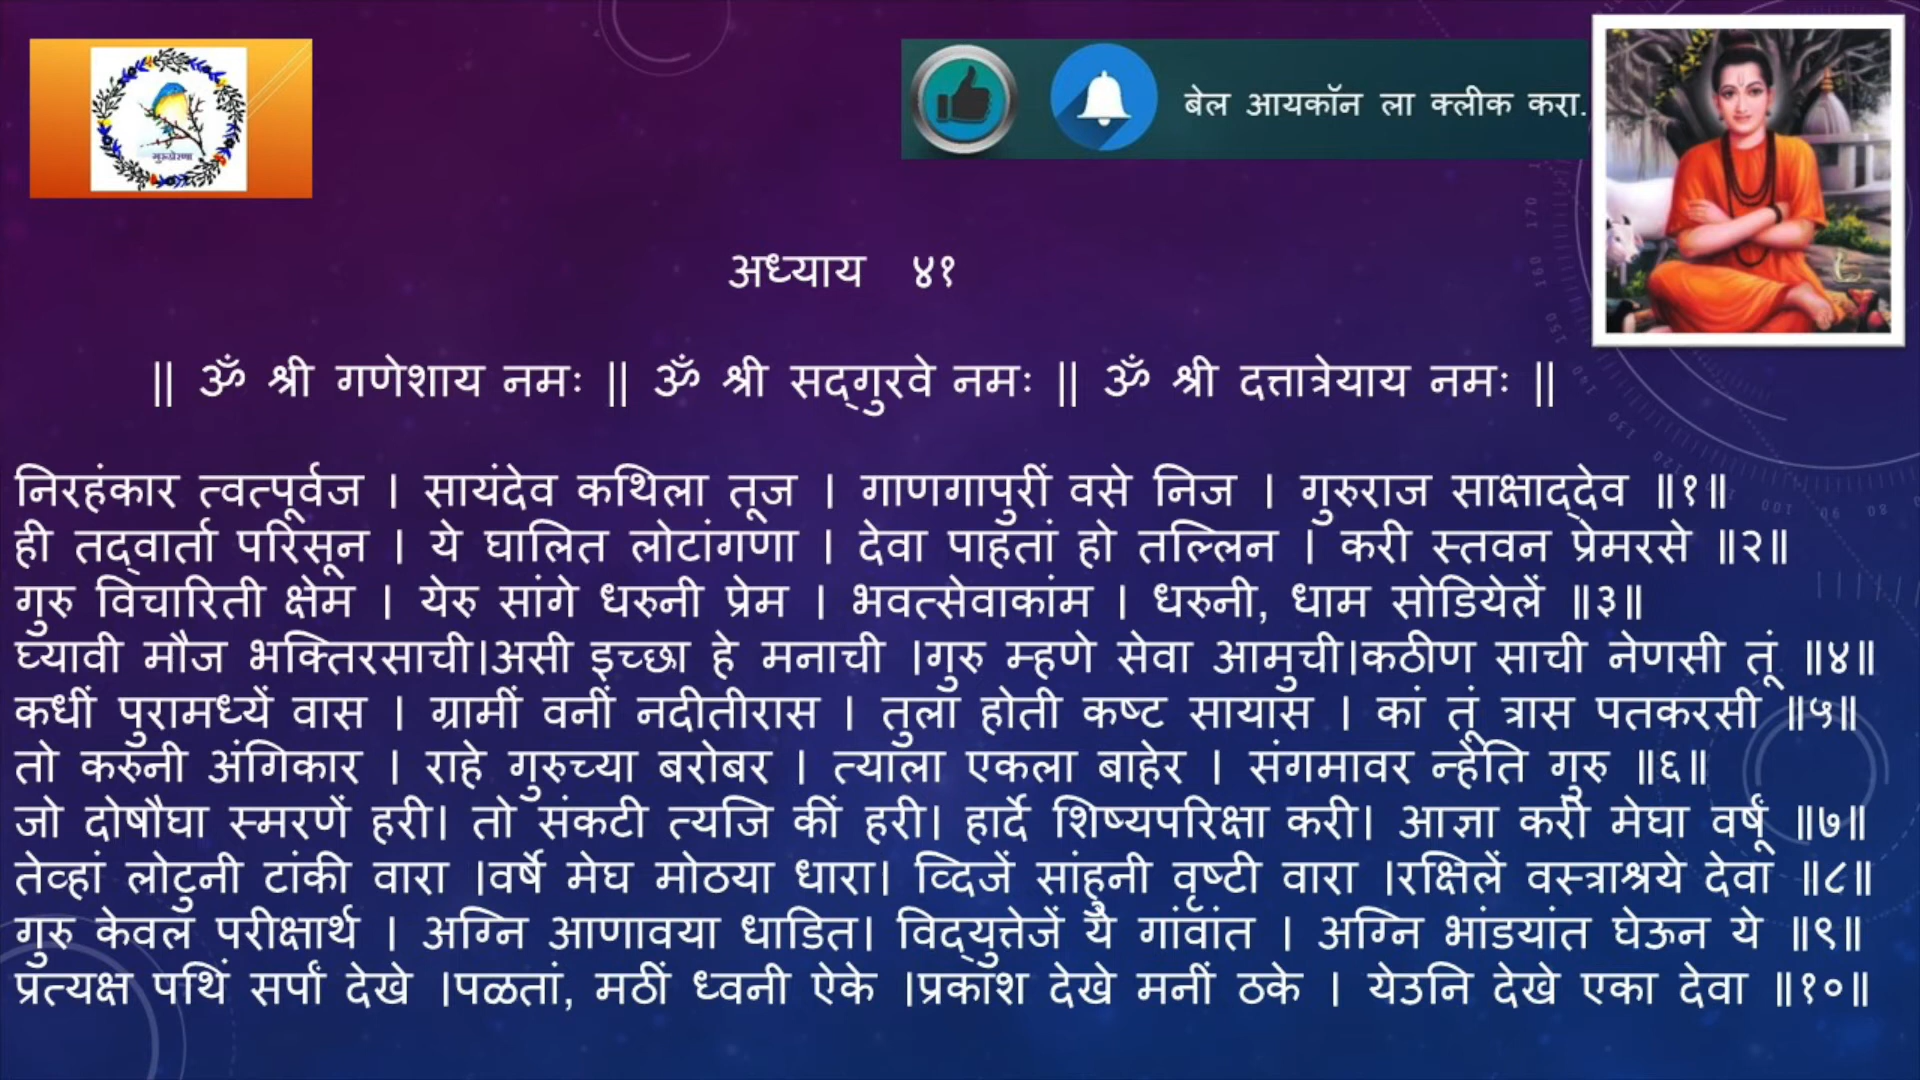 गुरुप्रेरणा
बेल आयकॉन ला क्लीक करा.
अध्याय ४१
|| ॐ श्री गणेशाय नमः || ॐ श्री सद्‌गुरवे नमः || ॐ श्री दत्तात्रेयाय नमः ||
निरहंकार त्वत्पूर्वज । सायंदेव कथिला तूज । गाणगापुरीं वसे निज । गुरुराज साक्षाद्‌देव ॥१॥
ही तद्‌वार्ता परिसून । ये घालित लोटांगणा । देवा पाहतां हो तल्लिन । करी स्तवन प्रेमरसे ॥२॥
गुरु विचारिती क्षेम । येरु सांगे धरुनी प्रेम । भवत्सेवाकांम । धरुनी, धाम सोडियेलें ॥३॥
घ्यावी मौज भक्तिरसाची।असी इच्छा हे मनाची ।गुरु म्हणे सेवा आमुची।कठीण साची नेणसी तूं ॥४॥
कधीं पुरामध्यें वास । ग्रामीं वनीं नदीतीरास । तुला होती कष्ट सायास । कां तूं त्रास पतकरसी ॥५॥
तो करुनी अंगिकार । राहे गुरुच्या बरोबर । त्याला एकला बाहेर । संगमावर न्हेति गुरु ॥६॥
जो दोषौघा स्मरणें हरी। तो संकटी त्यजि कीं हरी। हार्दे शिष्यपरिक्षा करी। आज्ञा करी मेघा वर्षूं ॥७॥
तेव्हां लोटुनी टांकी वारा ।वर्षे मेघ मोठया धारा। व्दिजें सांहुनी वृष्टी वारा ।रक्षिलें वस्त्राश्रये देवा ॥८॥
गुरु केवल परीक्षार्थ । अग्नि आणावया धाडित। विद्‌युत्तेजें ये गांवांत । अग्नि भांडयांत घेऊन ये ॥९॥
प्रत्यक्ष पथिं सर्पां देखे ।पळतां, मठीं ध्वनी ऐके ।प्रकाश देखे मनीं ठके । येउनि देखे एका देवा ॥१०॥